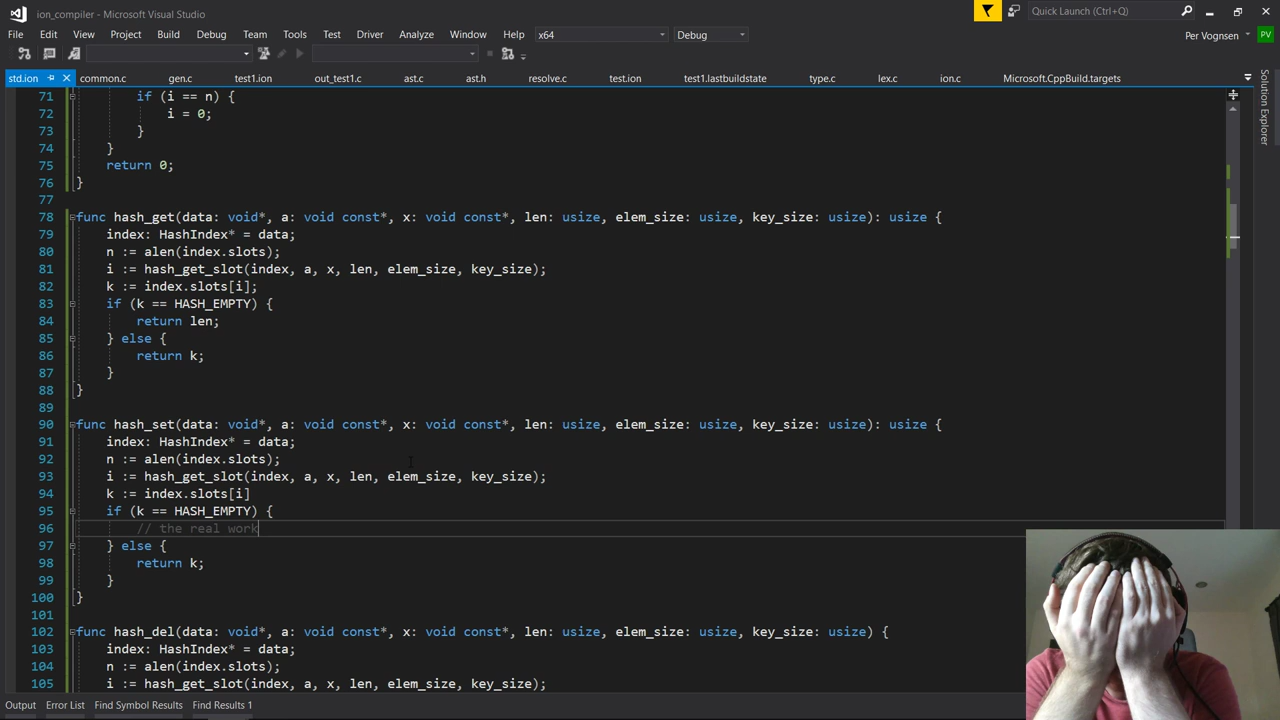 ion_compiler - Microsoft Visual Studio
Quick Launch (Ctrl+Q)
File Edit View Project Build Debug Team Tools Test Driver Analyze Window Help x64 Debug
Per Vognsen PV
std.ion common.c gen.c test1.ion out_test1.c ast.c ast.h resolve.c test.ion test1.lastbuildstate type.c lex.c ion.c Microsoft.CppBuild.targets
Solution Explorer
71 if (i == n) {
72 i = 0;
73 }
74 }
75 return 0;
76 }
77
78 func hash_get(data: void*, a: void const*, x: void const*, len: usize, elem_size: usize, key_size: usize): usize {
79 index: HashIndex* = data;
80 n := alen(index.slots);
81 i := hash_get_slot(index, a, x, len, elem_size, key_size);
82 k := index.slots[i];
83 if (k == HASH_EMPTY) {
84 return len;
85 } else {
86 return k;
87 }
88 }
89
90 func hash_set(data: void*, a: void const*, x: void const*, len: usize, elem_size: usize, key_size: usize): usize {
91 index: HashIndex* = data;
92 n := alen(index.slots);
93 i := hash_get_slot(index, a, x, len, elem_size, key_size);
94 k := index.slots[i]
95 if (k == HASH_EMPTY) {
96 // the real work
97 } else {
98 return k;
99 }
100 }
101
102 func hash_del(data: void*, a: void const*, x: void const*, len: usize, elem_size: usize, key_size: usize) {
103 index: HashIndex* = data;
104 n := alen(index.slots);
105 i := hash_get_slot(index, a, x, len, elem_size, key_size);
Output Error List Find Symbol Results Find Results 1